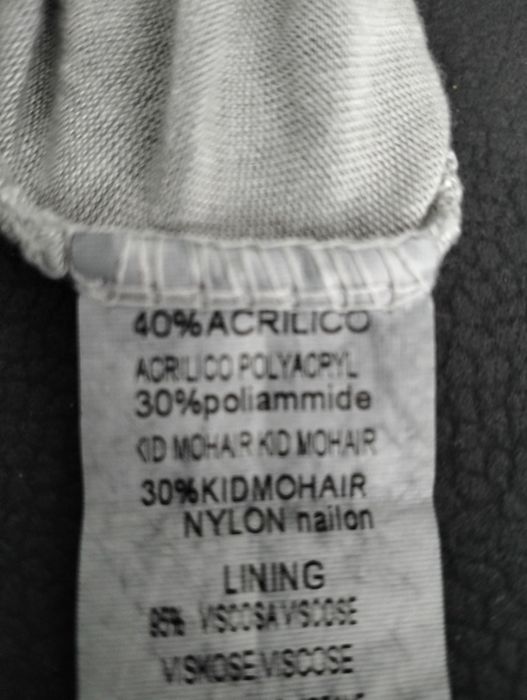 40%ACRILICO
ACRILICO POLYACRYL
30%poliammide
KID MOHAIR KID MOHAIR
30%KIDMOHAIR
NYLON nailon
LINING
VISCOSA VISCOSE
VISKOSE VISCOSE